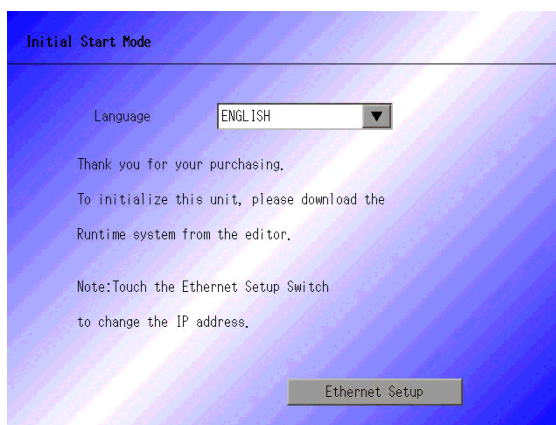 Initial Start Mode
Language ENGLISH
Thank you for your purchasing.
To initialize this unit, please download the
Runtime system from the editor.
Note:Touch the Ethernet Setup Switch
to change the IP address.
Ethernet Setup